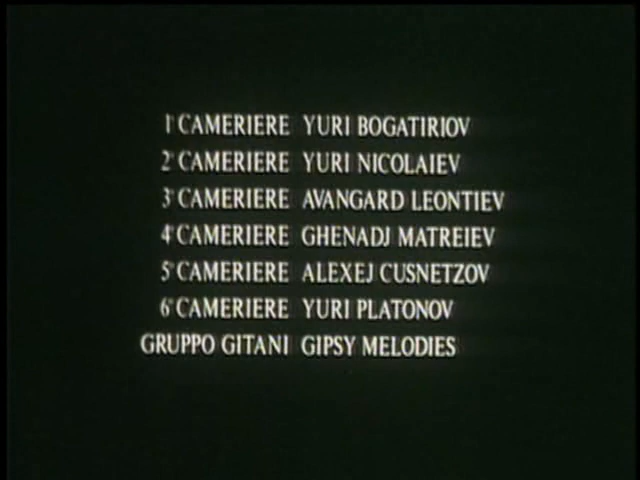 1° CAMERIERE YURI BOGATIRIOV
2° CAMERIERE YURI NICOLAIEV
3° CAMERIERE AVANGARD LEONTIEV
4° CAMERIERE GHENADJ MATREIEV
5° CAMERIERE ALEXEJ CUSNETZOV
6° CAMERIERE YURI PLATONOV
GRUPPO GITANI GIPSY MELODIES